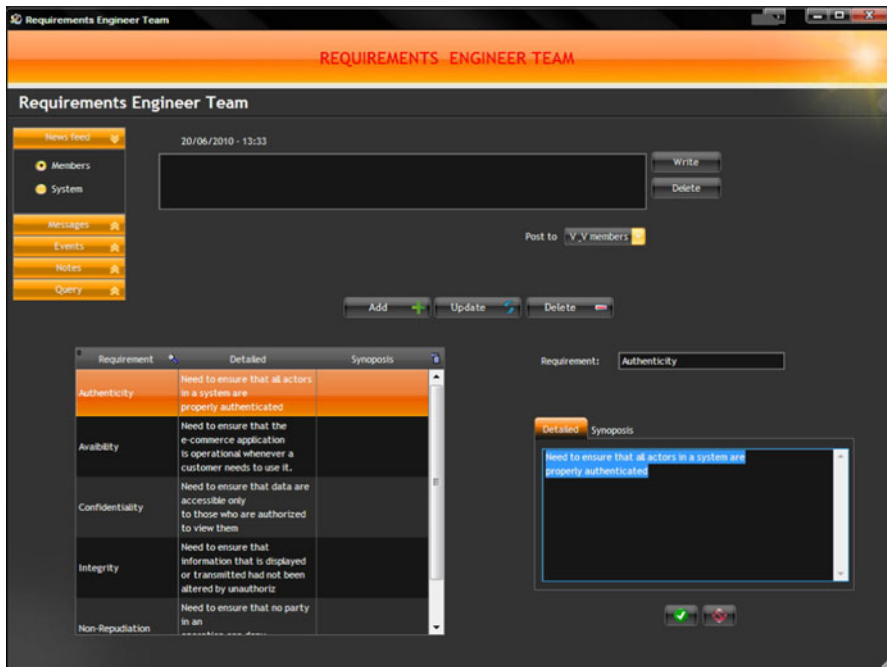 Requirements Engineer Team
REQUIREMENTS ENGINEER TEAM
Requirements Engineer Team
News feed
20/06/2010 - 13:33
Members
Write
System
Delete
Messages
Post to V_V members
Events
Notes
Query
Add
Update
Delete
Requirement
Detailed
Synoposis
Authenticity
Need to ensure that all actors
in a system are
properly authenticated
Avaibility
Need to ensure that the
e-commerce application
is operational whenever a
customer needs to use it.
Confidentiality
Need to ensure that data are
accessible only
to those who are authorized
to view them
Integrity
Need to ensure that
information that is displayed
or transmitted had not been
altered by unauthoriz
Non-Repudiation
Need to ensure that no party
in an
Requirement: Authenticity
Detailed Synoposis
Need to ensure that all actors in a system are
properly authenticated